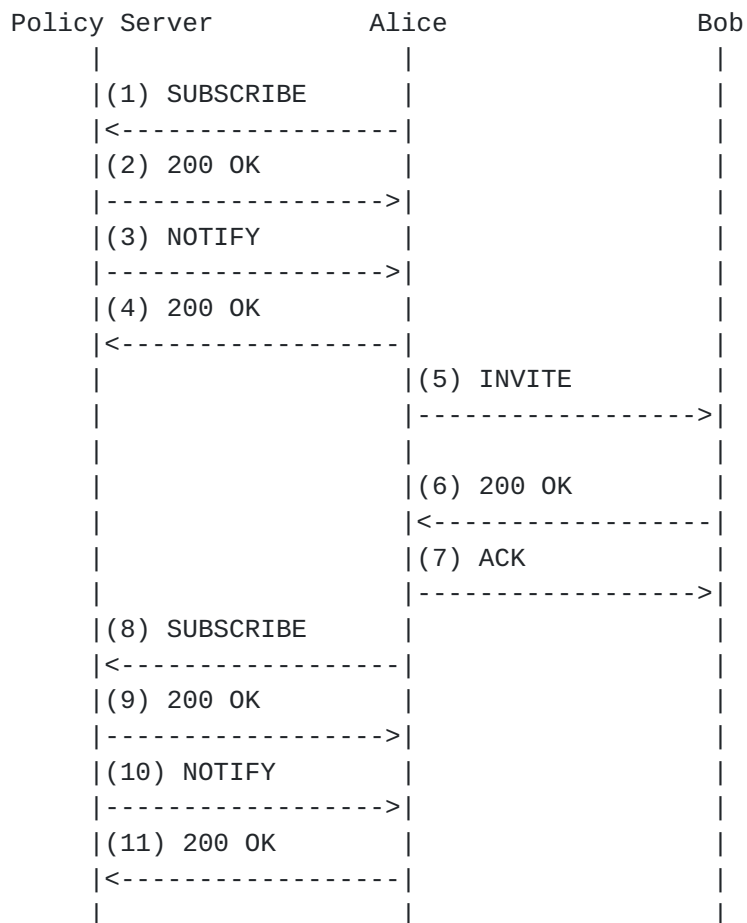 Policy Server          Alice                Bob
     |                   |                   |
     |(1) SUBSCRIBE      |                   |
     |<------------------|                   |
     |(2) 200 OK         |                   |
     |------------------>|                   |
     |(3) NOTIFY         |                   |
     |------------------>|                   |
     |(4) 200 OK         |                   |
     |<------------------|                   |
     |                   |(5) INVITE         |
     |                   |------------------>|
     |                   |                   |
     |                   |(6) 200 OK         |
     |                   |<------------------|
     |                   |(7) ACK            |
     |                   |------------------>|
     |(8) SUBSCRIBE      |                   |
     |<------------------|                   |
     |(9) 200 OK         |                   |
     |------------------>|                   |
     |(10) NOTIFY        |                   |
     |------------------>|                   |
     |(11) 200 OK        |                   |
     |<------------------|                   |
     |                   |                   |